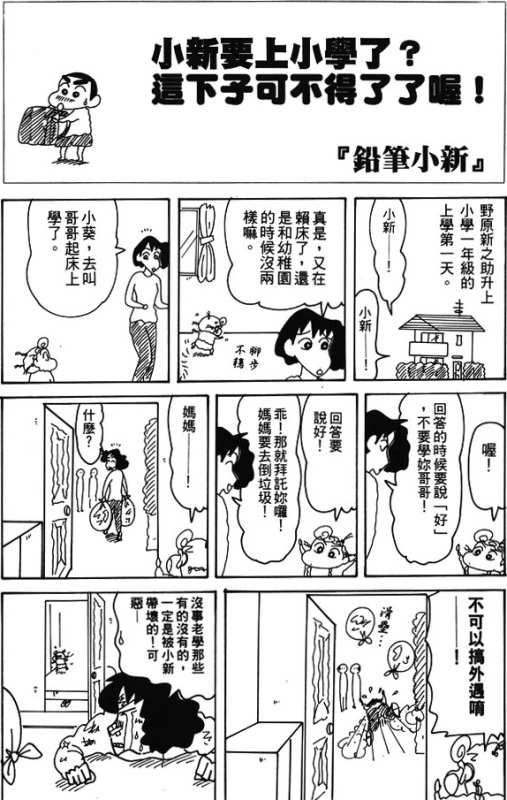 小新要上小學了？
這下子可不得了了喔！
『鉛筆小新』
野原新之助升上
小學一年級的
上學第一天。
小新——！
小新——！
真是，又在
賴床了，還
是和幼稚園
的時候沒兩
樣嘛。
腳步
不穩
小葵，去叫
哥哥起床上
學了。
喔！
回答的時候要說「好」
，不要學妳哥哥！
回答要
說好！
乖！那就拜託妳囉！
媽媽要去倒垃圾！
媽媽——！
什麼？
不可以搞外遇唷
——！
滑壘…
沒事老學那些
有的沒有的，
一定是被小新
帶壞的！可
惡—